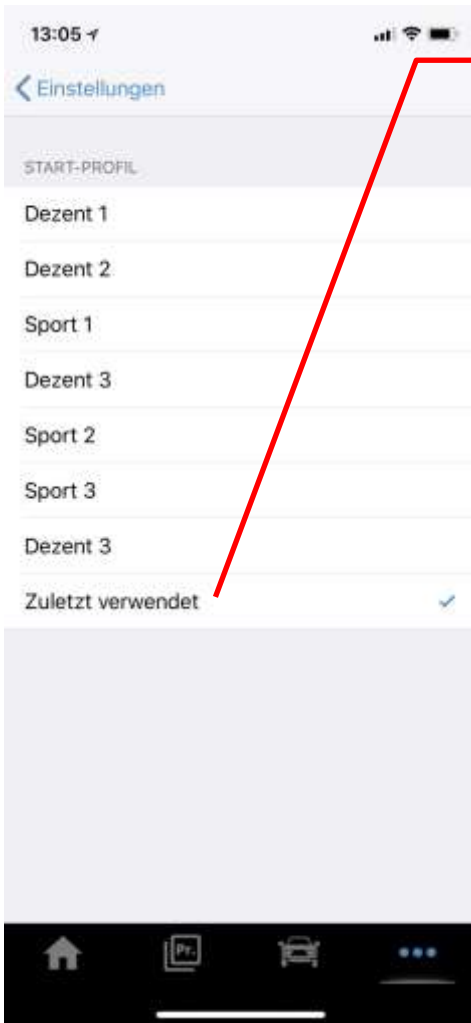 13:05
Einstellungen
START-PROFIL
Dezent 1
Dezent 2
Sport 1
Dezent 3
Sport 2
Sport 3
Dezent 3
Zuletzt verwendet
Pr.